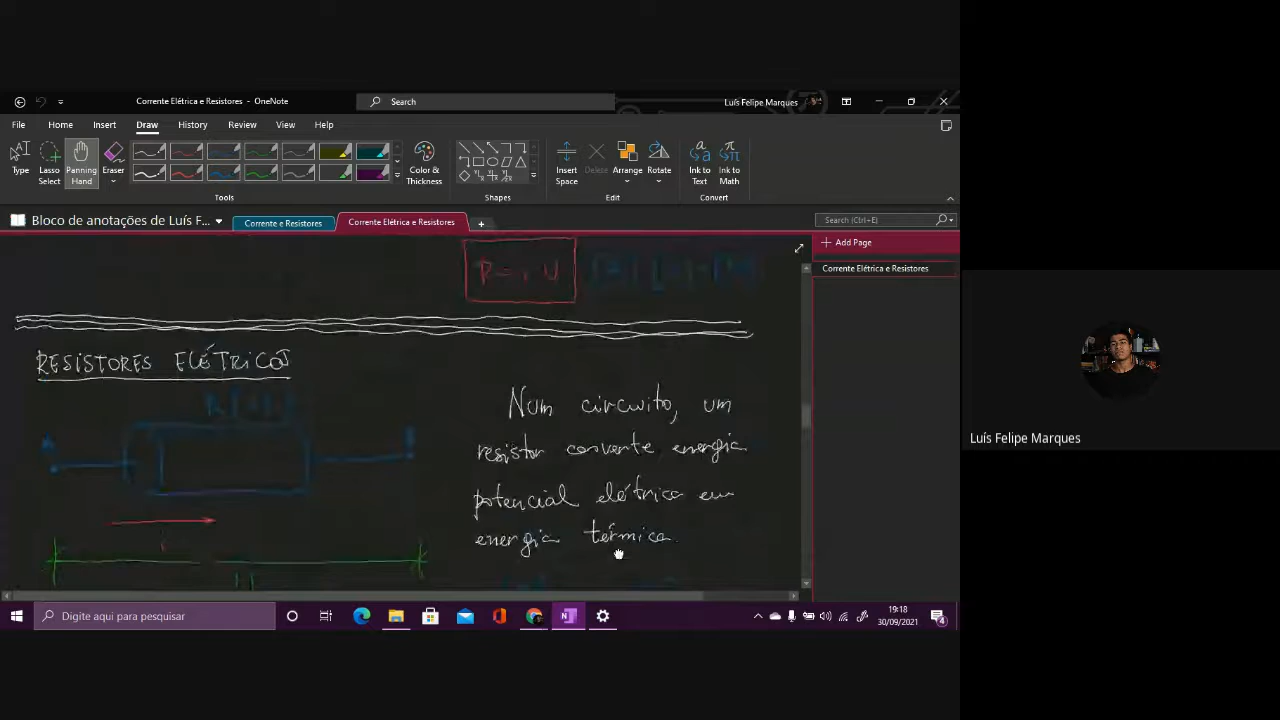 Corrente Elétrica e Resistores - OneNote
Search
Luís Felipe Marques
File Home Insert Draw History Review View Help
Type
Lasso Select
Panning Hand
Eraser
Color & Thickness
Insert Space
Delete
Arrange
Rotate
Ink to Text
Ink to Math
Tools
Shapes
Edit
Convert
Bloco de anotações de Luís F...
Corrente e Resistores
Corrente Elétrica e Resistores
Search (Ctrl+E)
Add Page
Corrente Elétrica e Resistores
RESISTORES ELÉTRICOS
Num circuito, um
resistor converte energia
potencial elétrica em
energia térmica.
i
Luís Felipe Marques
Digite aqui para pesquisar
19:18
30/09/2021
4